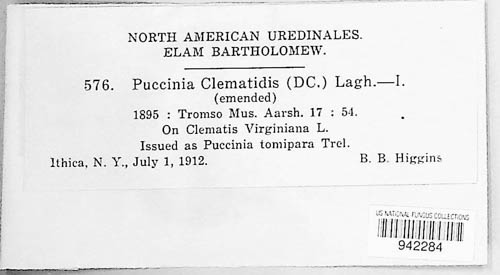 NORTH AMERICAN UREDINALES.
ELAM BARTHOLOMEW.
576. Puccinia Clematidis (DC.) Lagh.—I.
(emended)
1895 : Tromso Mus. Aarsh. 17 : 54.
On Clematis Virginiana L.
Issued as Puccinia tomipara Trel.
Ithica, N. Y., July 1, 1912. B. B. Higgins
US NATIONAL FUNGUS COLLECTIONS
942284